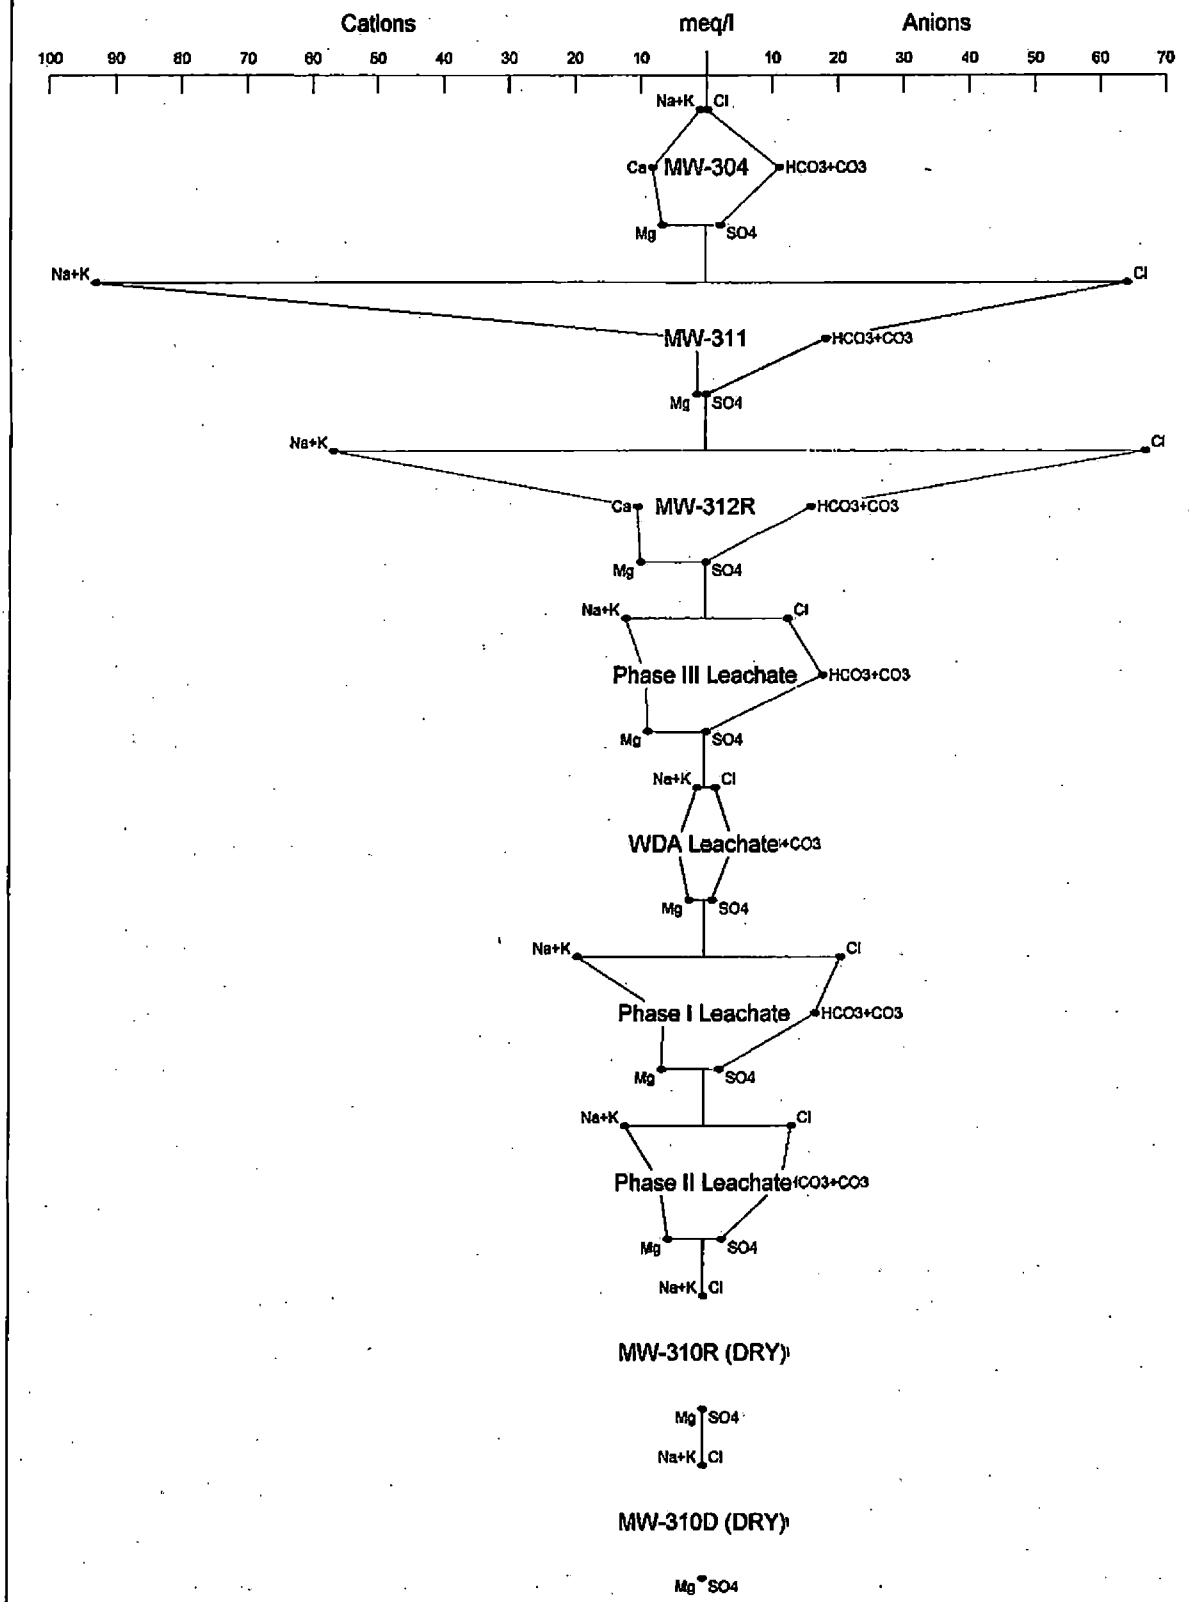 Cations meq/l Anions
100 90 80 70 60 50 40 30 20 10 0 10 20 30 40 50 60 70
Na+K Cl
Ca MW-304 HCO3+CO3
Mg SO4
Na+K Cl
MW-311 HCO3+CO3
Mg SO4
Na+K Cl
Ca MW-312R HCO3+CO3
Mg SO4
Na+K Cl
Phase III Leachate HCO3+CO3
Mg SO4
Na+K Cl
WDA Leachate +CO3
Mg SO4
Na+K Cl
Phase I Leachate HCO3+CO3
Mg SO4
Na+K Cl
Phase II Leachate CO3+CO3
Mg SO4
Na+K Cl
MW-310R (DRY)
Mg SO4
Na+K Cl
MW-310D (DRY)
Mg SO4